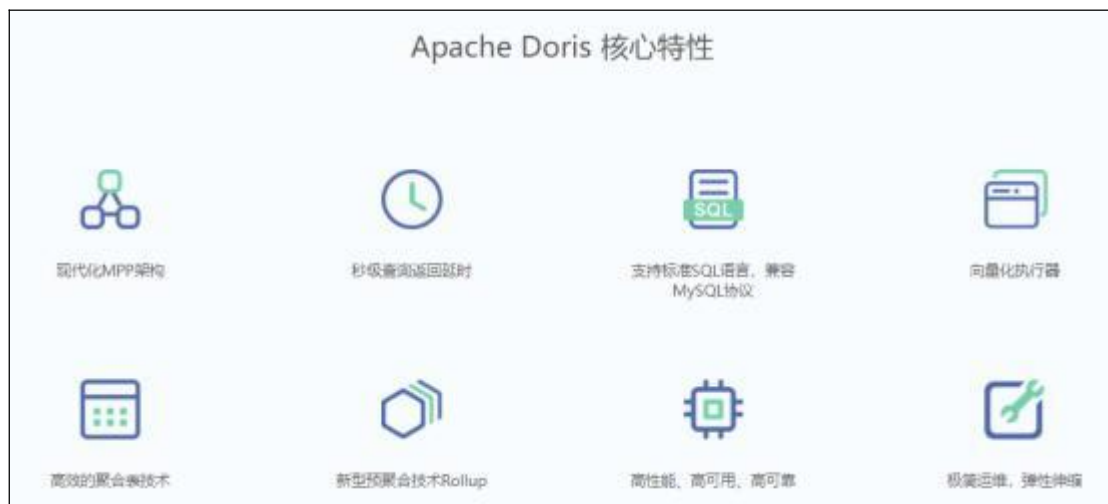 Apache Doris 核心特性
现代化MPP架构
秒级查询返回延时
支持标准SQL语言，兼容
MySQL协议
SQL
向量化执行器
高效的聚合表技术
新型预聚合技术Rollup
高性能、高可用、高可靠
极简运维，弹性伸缩